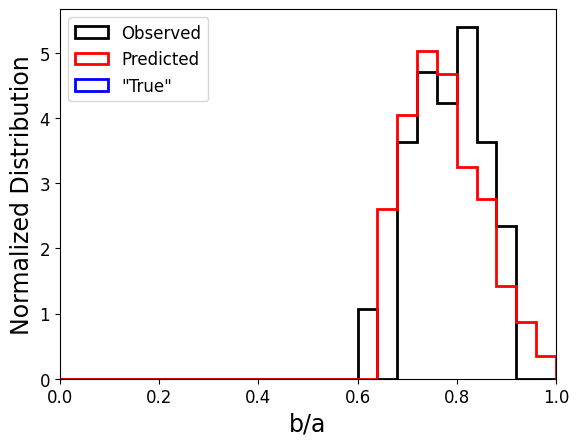 Observed
Predicted
"True"
Normalized Distribution
5
4
3
2
1
0
0.0 0.2 0.4 0.6 0.8 1.0
b/a